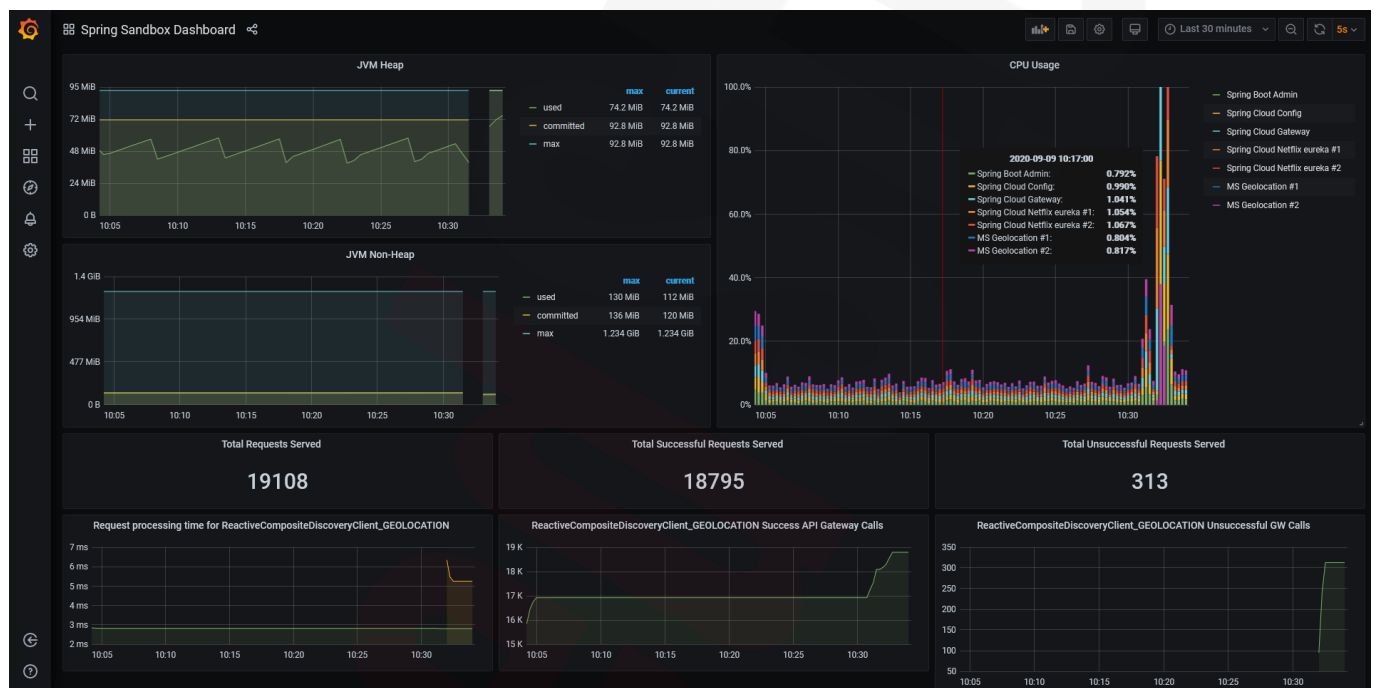 Spring Sandbox Dashboard
Last 30 minutes
5s
JVM Heap
95 MiB
72 MiB
48 MiB
24 MiB
0 B
10:05 10:10 10:15 10:20 10:25 10:30
max current
used 74.2 MiB 74.2 MiB
committed 92.8 MiB 92.8 MiB
max 92.8 MiB 92.8 MiB
CPU Usage
100.0%
80.0%
60.0%
40.0%
20.0%
0%
10:05 10:10 10:15 10:20 10:25 10:30
2020-09-09 10:17:00
Spring Boot Admin: 0.792%
Spring Cloud Config: 0.990%
Spring Cloud Gateway: 1.041%
Spring Cloud Netflix eureka #1: 1.054%
Spring Cloud Netflix eureka #2: 1.067%
MS Geolocation #1: 0.804%
MS Geolocation #2: 0.817%
Spring Boot Admin
Spring Cloud Config
Spring Cloud Gateway
Spring Cloud Netflix eureka #1
Spring Cloud Netflix eureka #2
MS Geolocation #1
MS Geolocation #2
JVM Non-Heap
1.4 GiB
954 MiB
477 MiB
0 B
10:05 10:10 10:15 10:20 10:25 10:30
max current
used 130 MiB 112 MiB
committed 136 MiB 120 MiB
max 1.234 GiB 1.234 GiB
Total Requests Served
19108
Total Successful Requests Served
18795
Total Unsuccessful Requests Served
313
Request processing time for ReactiveCompositeDiscoveryClient_GEOLOCATION
7 ms
6 ms
5 ms
4 ms
3 ms
2 ms
10:05 10:10 10:15 10:20 10:25 10:30
ReactiveCompositeDiscoveryClient_GEOLOCATION Success API Gateway Calls
19 K
18 K
17 K
16 K
15 K
10:05 10:10 10:15 10:20 10:25 10:30
ReactiveCompositeDiscoveryClient_GEOLOCATION Unsuccessful GW Calls
350
300
250
200
150
100
50
10:05 10:10 10:15 10:20 10:25 10:30